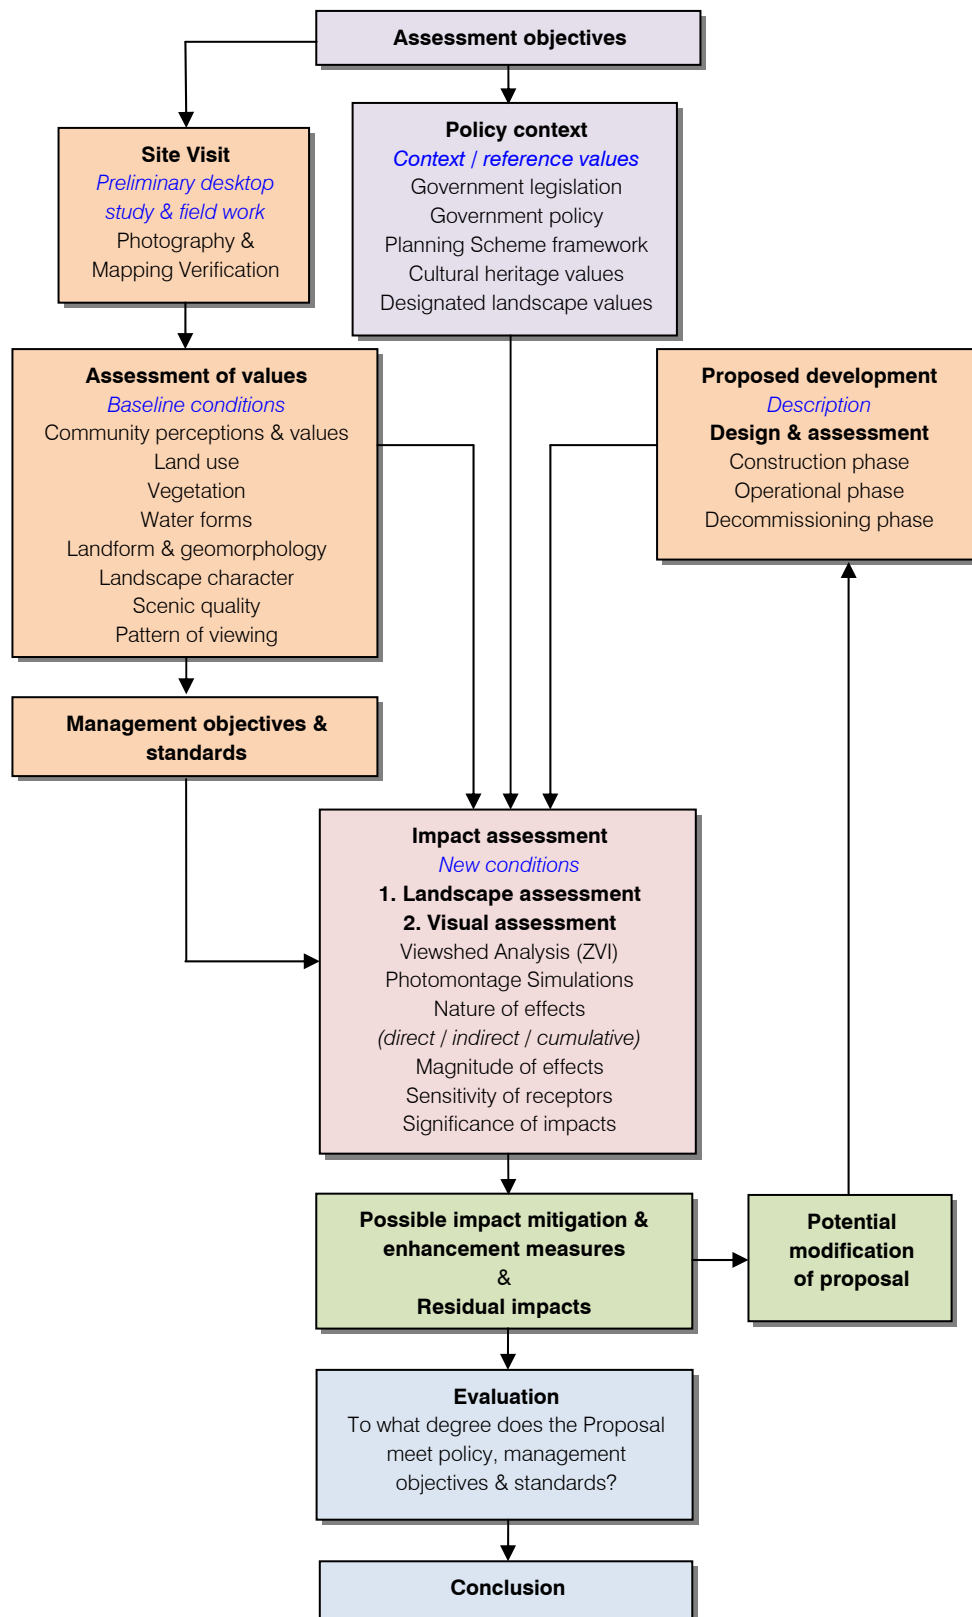 Assessment objectives
Site Visit
Preliminary desktop
study & field work
Photography &
Mapping Verification
Policy context
Context / reference values
Government legislation
Government policy
Planning Scheme framework
Cultural heritage values
Designated landscape values
Assessment of values
Baseline conditions
Community perceptions & values
Land use
Vegetation
Water forms
Landform & geomorphology
Landscape character
Scenic quality
Pattern of viewing
Proposed development
Description
Design & assessment
Construction phase
Operational phase
Decommissioning phase
Management objectives &
standards
Impact assessment
New conditions
1. Landscape assessment
2. Visual assessment
Viewshed Analysis (ZVI)
Photomontage Simulations
Nature of effects
(direct / indirect / cumulative)
Magnitude of effects
Sensitivity of receptors
Significance of impacts
Possible impact mitigation &
enhancement measures
&
Residual impacts
Potential
modification
of proposal
Evaluation
To what degree does the Proposal
meet policy, management
objectives & standards?
Conclusion